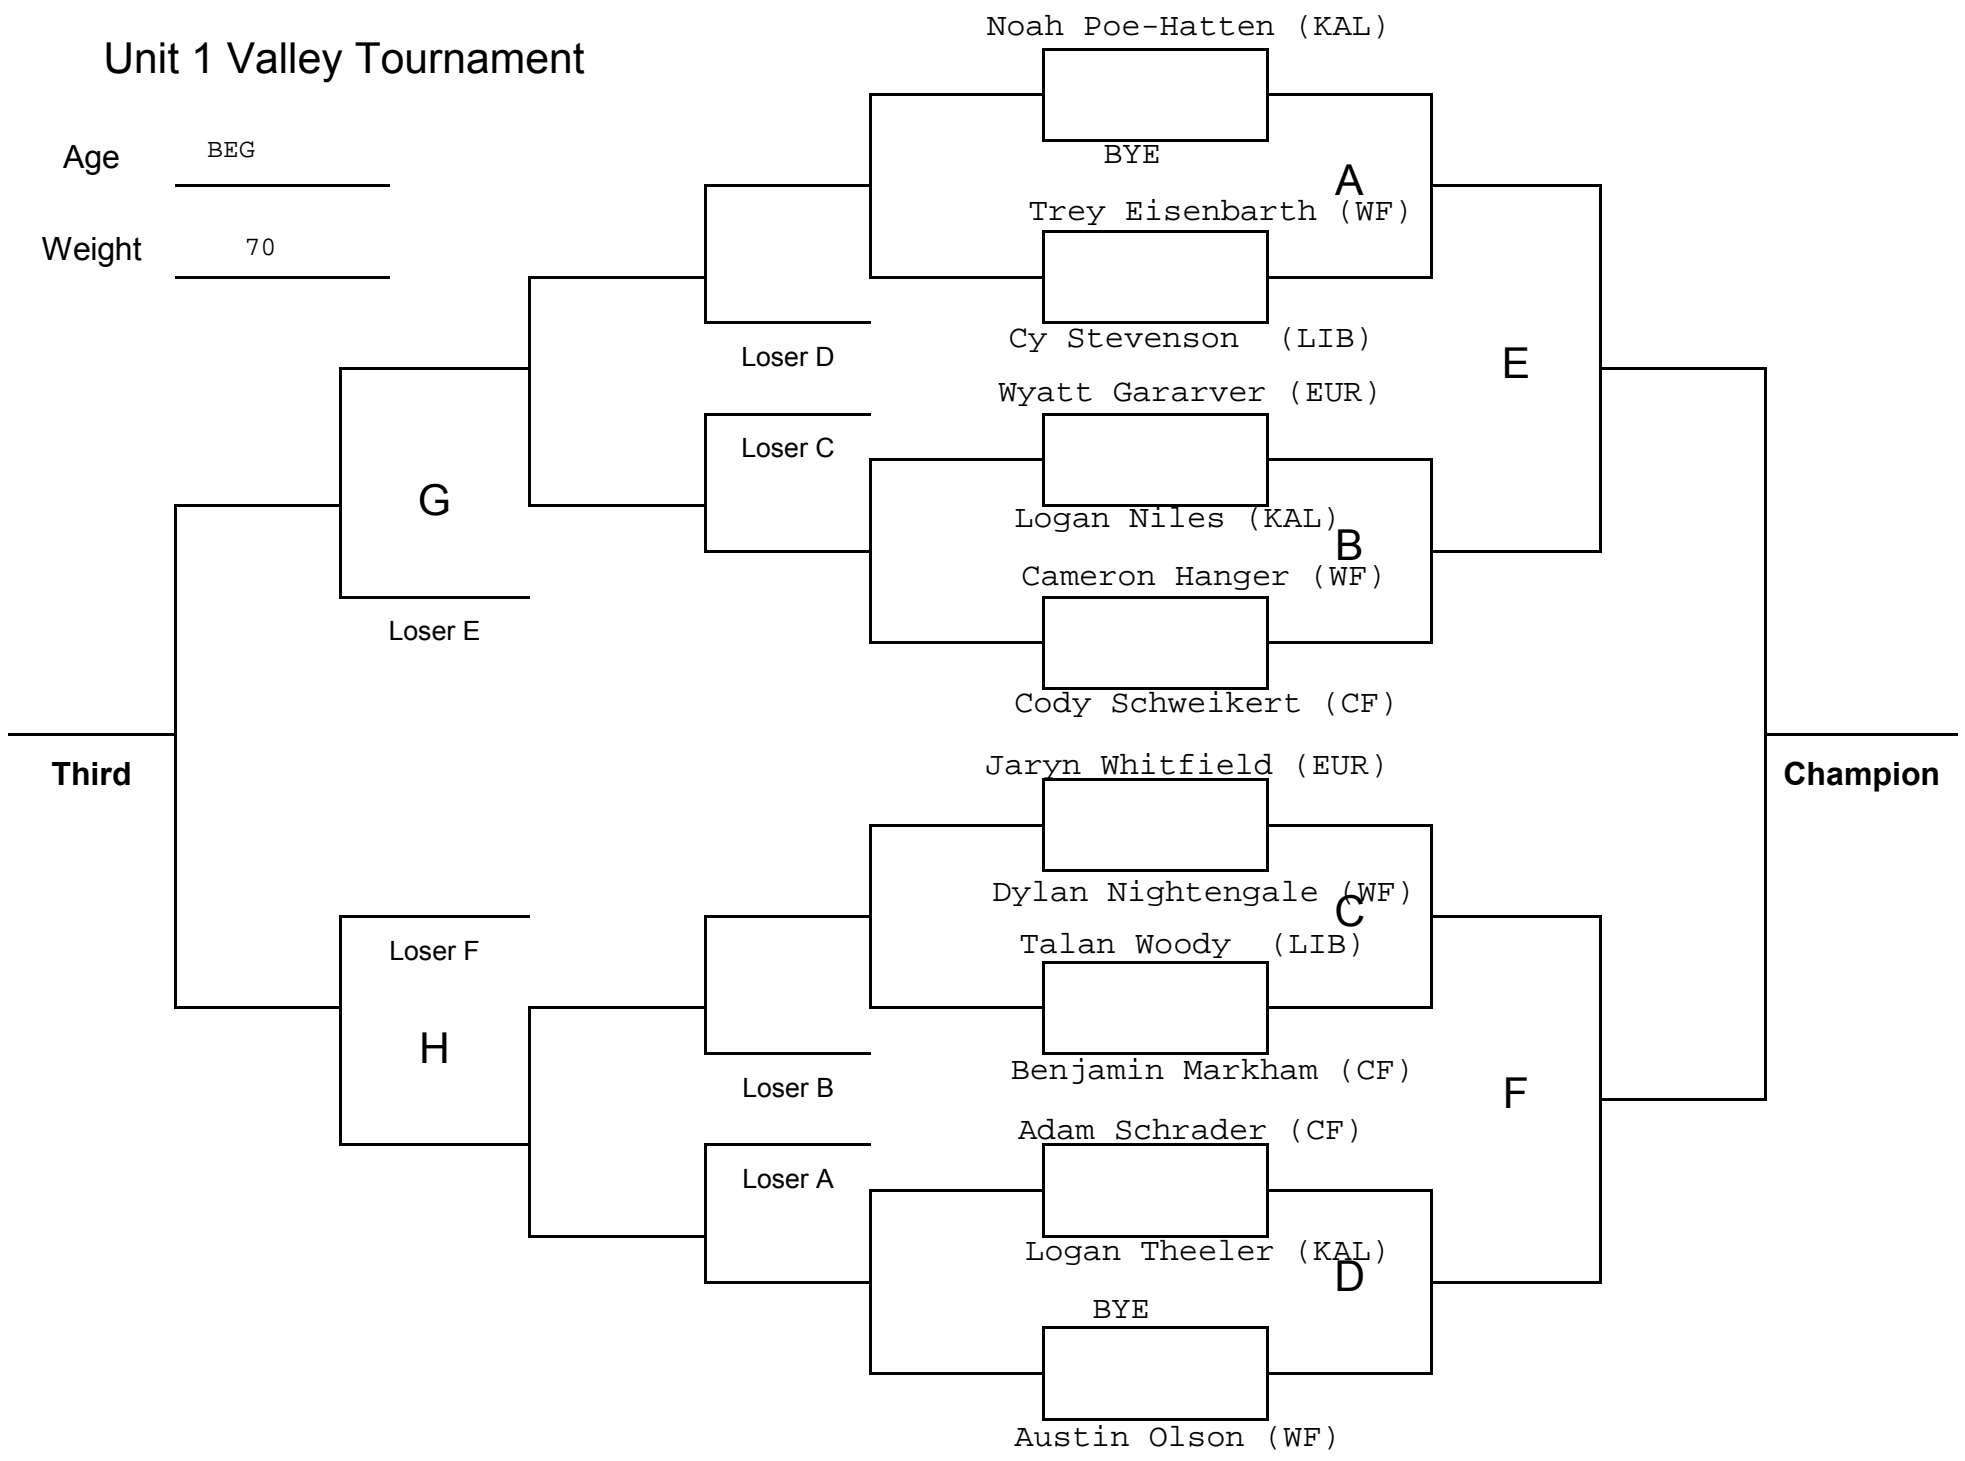 Noah Poe-Hatten (KAL)
Unit 1 Valley Tournament
Age BEG
BYE
A
Trey Eisenbarth (WF)
Weight 70
Cy Stevenson (LIB)
Loser D
E
Wyatt Gararver (EUR)
Loser C
G
Logan Niles (KAL)
B
Cameron Hanger (WF)
Loser E
Cody Schweikert (CF)
Jaryn Whitfield (EUR)
Third
Champion
Dylan Nightengale (WF)
C
Talan Woody (LIB)
Loser F
H
Benjamin Markham (CF)
Loser B
F
Adam Schrader (CF)
Loser A
Logan Theeler (KAL)
D
BYE
Austin Olson (WF)